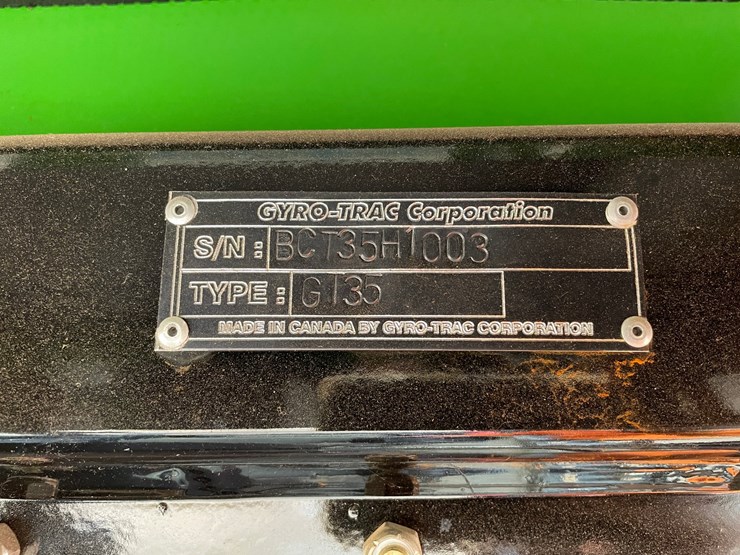 GYRO-TRAC Corporation
S/N : BCT35H1003
TYPE : GT35
MADE IN CANADA BY GYRO-TRAC CORPORATION